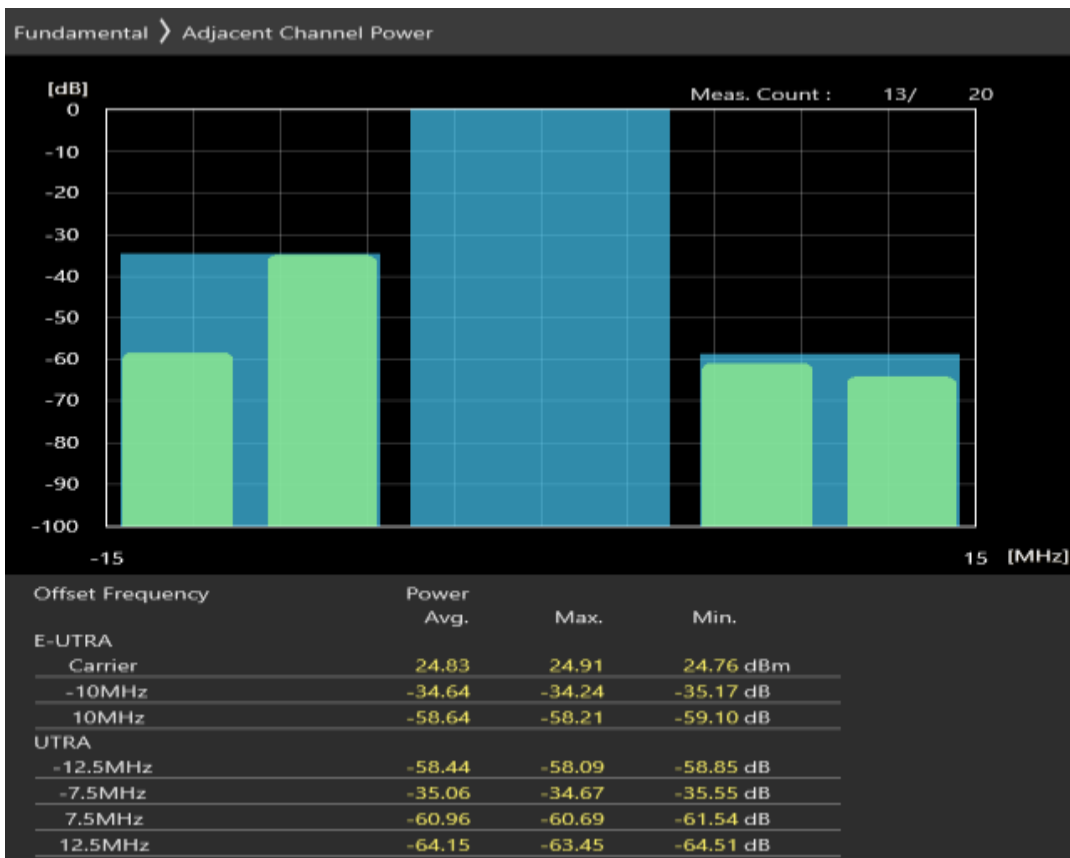 Fundamental 〉 Adjacent Channel Power
[dB]
Meas. Count : 13/ 20
0
-10
-20
-30
-40
-50
-60
-70
-80
-90
-100
-15 15 [MHz]
Offset Frequency Power
Avg. Max. Min.
E-UTRA
Carrier 24.83 24.91 24.76 dBm
-10MHz -34.64 -34.24 -35.17 dB
10MHz -58.64 -58.21 -59.10 dB
UTRA
-12.5MHz -58.44 -58.09 -58.85 dB
-7.5MHz -35.06 -34.67 -35.55 dB
7.5MHz -60.96 -60.69 -61.54 dB
12.5MHz -64.15 -63.45 -64.51 dB